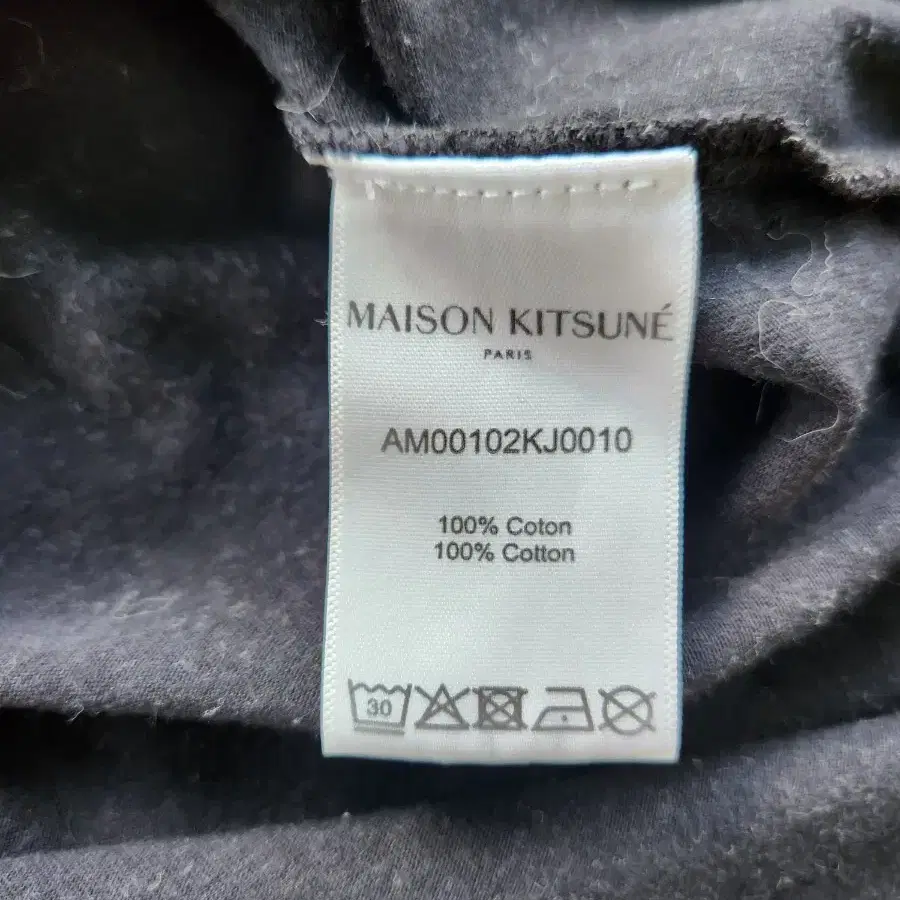 MAISON KITSUNÉ
PARIS
AM00102KJ0010
100% Coton
100% Cotton
30